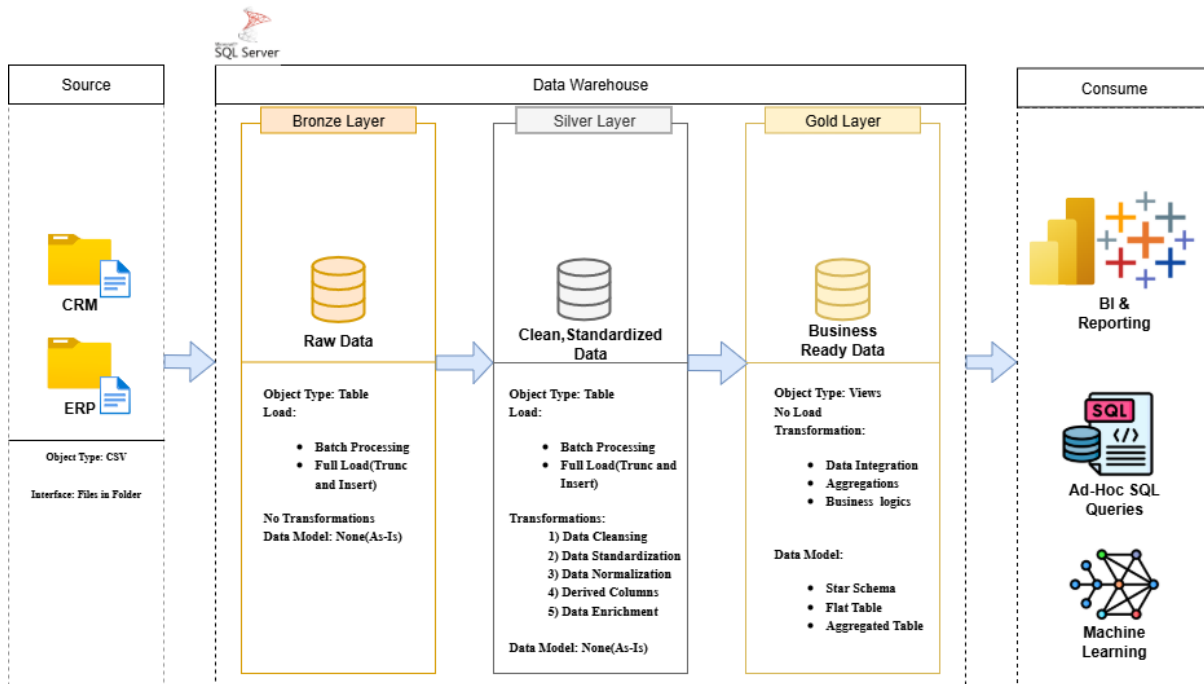 Microsoft
SQL Server
Source
Data Warehouse
Consume
Bronze Layer
Silver Layer
Gold Layer
CRM
ERP
Object Type: CSV
Interface: Files in Folder
Raw Data
Object Type: Table
Load:
• Batch Processing
• Full Load(Trunc
and Insert)
No Transformations
Data Model: None(As-Is)
Clean,Standardized
Data
Object Type: Table
Load:
• Batch Processing
• Full Load(Trunc and
Insert)
Transformations:
1) Data Cleansing
2) Data Standardization
3) Data Normalization
4) Derived Columns
5) Data Enrichment
Data Model: None(As-Is)
Business
Ready Data
Object Type: Views
No Load
Transformation:
• Data Integration
• Aggregations
• Business logics
Data Model:
• Star Schema
• Flat Table
• Aggregated Table
BI &
Reporting
SQL
</>
Ad-Hoc SQL
Queries
Machine
Learning